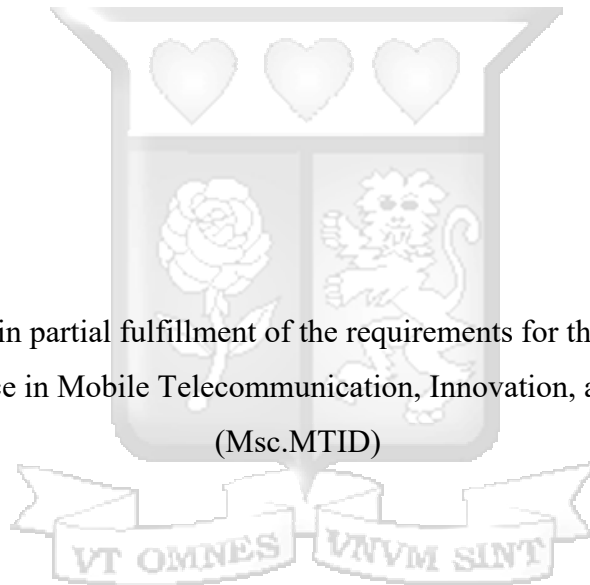 in partial fulfillment of the requirements for th
e in Mobile Telecommunication, Innovation, a
(Msc.MTID)
VT OMNES VNVM SINT